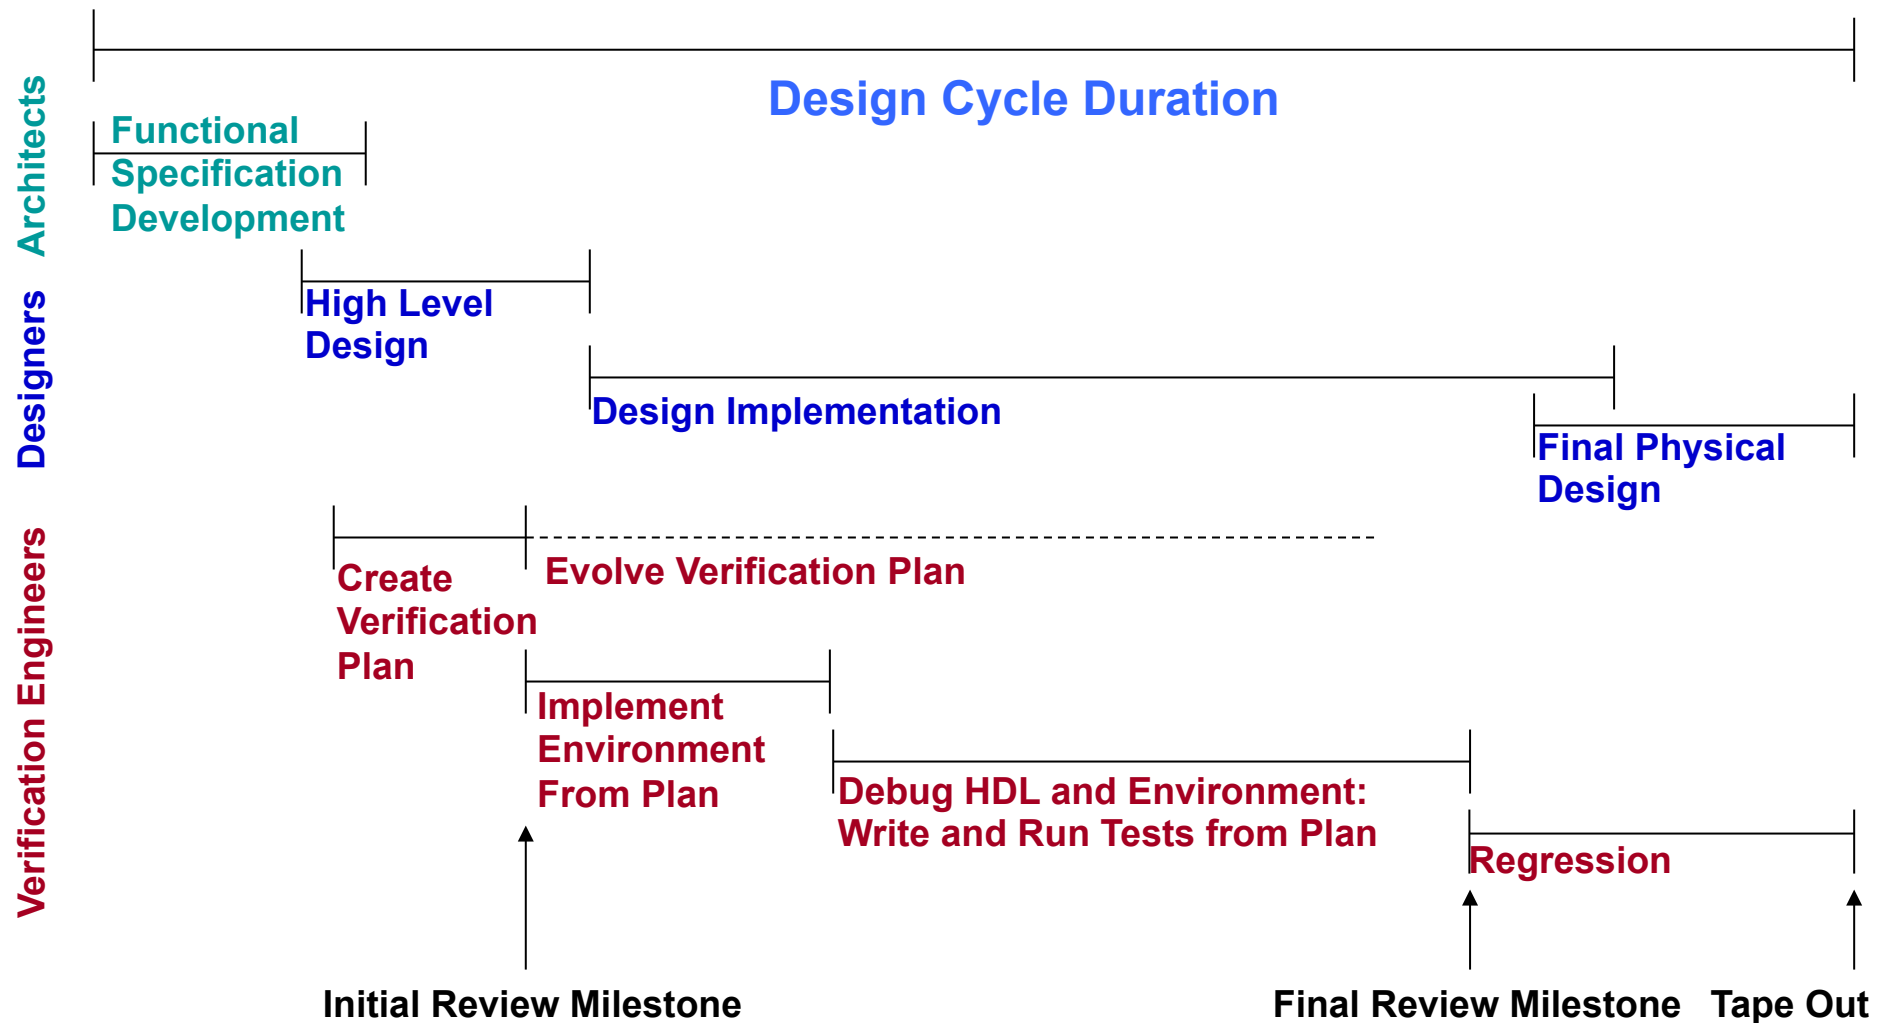 Design Cycle Duration
Architects
Functional
Specification
Development
Designers
High Level
Design
Design Implementation
Final Physical
Design
Verification Engineers
Create
Verification
Plan
Evolve Verification Plan
Implement
Environment
From Plan
Debug HDL and Environment:
Write and Run Tests from Plan
Regression
Initial Review Milestone
Final Review Milestone
Tape Out